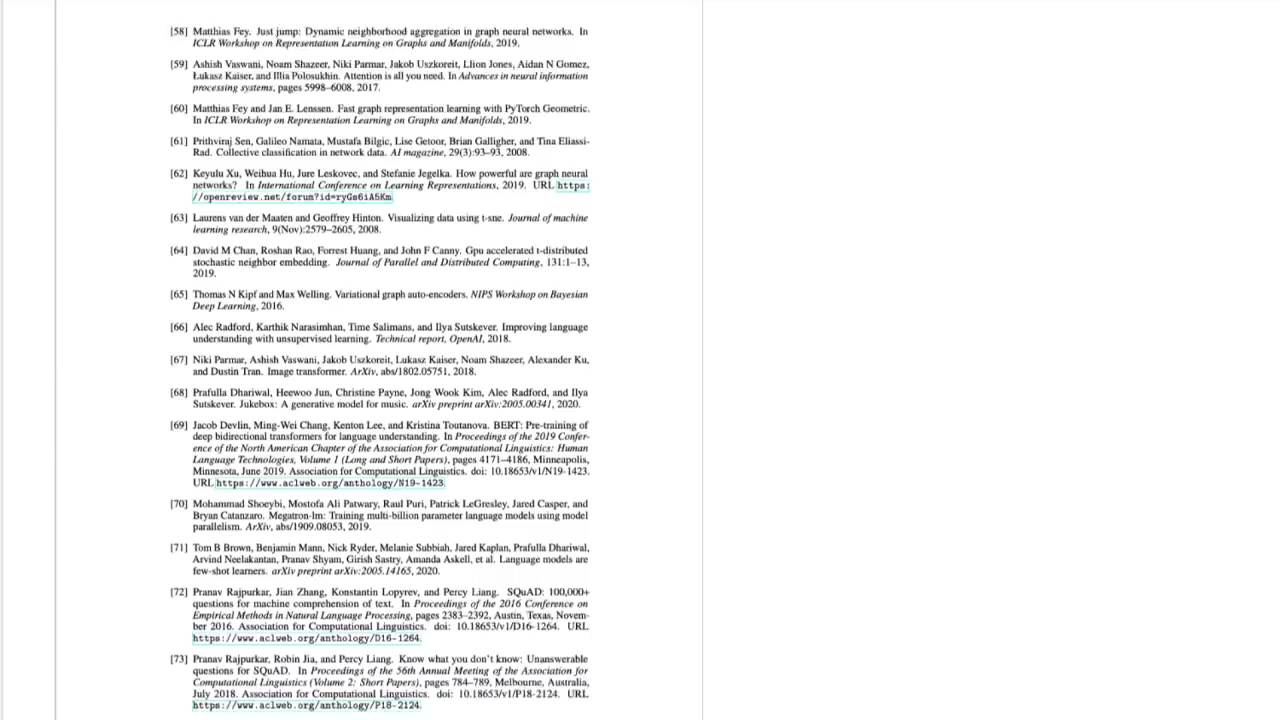 [58] Matthias Fey. Just jump: Dynamic neighborhood aggregation in graph neural networks. In
ICLR Workshop on Representation Learning on Graphs and Manifolds, 2019.
[59] Ashish Vaswani, Noam Shazeer, Niki Parmar, Jakob Uszkoreit, Llion Jones, Aidan N Gomez,
Łukasz Kaiser, and Illia Polosukhin. Attention is all you need. In Advances in neural information
processing systems, pages 5998–6008, 2017.
[60] Matthias Fey and Jan E. Lenssen. Fast graph representation learning with PyTorch Geometric.
In ICLR Workshop on Representation Learning on Graphs and Manifolds, 2019.
[61] Prithviraj Sen, Galileo Namata, Mustafa Bilgic, Lise Getoor, Brian Galligher, and Tina Eliassi-
Rad. Collective classification in network data. AI magazine, 29(3):93–93, 2008.
[62] Keyulu Xu, Weihua Hu, Jure Leskovec, and Stefanie Jegelka. How powerful are graph neural
networks? In International Conference on Learning Representations, 2019. URL https:
//openreview.net/forum?id=ryGs6iA5Km.
[63] Laurens van der Maaten and Geoffrey Hinton. Visualizing data using t-sne. Journal of machine
learning research, 9(Nov):2579–2605, 2008.
[64] David M Chan, Roshan Rao, Forrest Huang, and John F Canny. Gpu accelerated t-distributed
stochastic neighbor embedding. Journal of Parallel and Distributed Computing, 131:1–13,
2019.
[65] Thomas N Kipf and Max Welling. Variational graph auto-encoders. NIPS Workshop on Bayesian
Deep Learning, 2016.
[66] Alec Radford, Karthik Narasimhan, Time Salimans, and Ilya Sutskever. Improving language
understanding with unsupervised learning. Technical report, OpenAI, 2018.
[67] Niki Parmar, Ashish Vaswani, Jakob Uszkoreit, Lukasz Kaiser, Noam Shazeer, Alexander Ku,
and Dustin Tran. Image transformer. ArXiv, abs/1802.05751, 2018.
[68] Prafulla Dhariwal, Heewoo Jun, Christine Payne, Jong Wook Kim, Alec Radford, and Ilya
Sutskever. Jukebox: A generative model for music. arXiv preprint arXiv:2005.00341, 2020.
[69] Jacob Devlin, Ming-Wei Chang, Kenton Lee, and Kristina Toutanova. BERT: Pre-training of
deep bidirectional transformers for language understanding. In Proceedings of the 2019 Confer-
ence of the North American Chapter of the Association for Computational Linguistics: Human
Language Technologies, Volume 1 (Long and Short Papers), pages 4171–4186, Minneapolis,
Minnesota, June 2019. Association for Computational Linguistics. doi: 10.18653/v1/N19-1423.
URL https://www.aclweb.org/anthology/N19-1423.
[70] Mohammad Shoeybi, Mostofa Ali Patwary, Raul Puri, Patrick LeGresley, Jared Casper, and
Bryan Catanzaro. Megatron-lm: Training multi-billion parameter language models using model
parallelism. ArXiv, abs/1909.08053, 2019.
[71] Tom B Brown, Benjamin Mann, Nick Ryder, Melanie Subbiah, Jared Kaplan, Prafulla Dhariwal,
Arvind Neelakantan, Pranav Shyam, Girish Sastry, Amanda Askell, et al. Language models are
few-shot learners. arXiv preprint arXiv:2005.14165, 2020.
[72] Pranav Rajpurkar, Jian Zhang, Konstantin Lopyrev, and Percy Liang. SQuAD: 100,000+
questions for machine comprehension of text. In Proceedings of the 2016 Conference on
Empirical Methods in Natural Language Processing, pages 2383–2392, Austin, Texas, Novem-
ber 2016. Association for Computational Linguistics. doi: 10.18653/v1/D16-1264. URL
https://www.aclweb.org/anthology/D16-1264.
[73] Pranav Rajpurkar, Robin Jia, and Percy Liang. Know what you don't know: Unanswerable
questions for SQuAD. In Proceedings of the 56th Annual Meeting of the Association for
Computational Linguistics (Volume 2: Short Papers), pages 784–789, Melbourne, Australia,
July 2018. Association for Computational Linguistics. doi: 10.18653/v1/P18-2124. URL
https://www.aclweb.org/anthology/P18-2124.